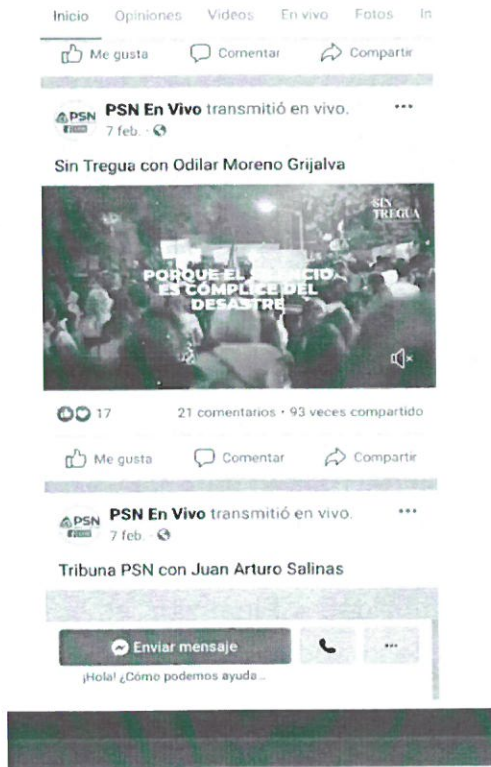 Inicio Opiniones Videos En vivo Fotos In
Me gusta Comentar Compartir
PSN PSN En Vivo transmitió en vivo.
7 feb.
Sin Tregua con Odilar Moreno Grijalva
SIN
TREGUA
PORQUE EL SILENCIO
ES CÓMPLICE DEL
DESASTRE
17 21 comentarios • 93 veces compartido
Me gusta Comentar Compartir
PSN PSN En Vivo transmitió en vivo.
7 feb.
Tribuna PSN con Juan Arturo Salinas
Enviar mensaje
¡Hola! ¿Cómo podemos ayuda...